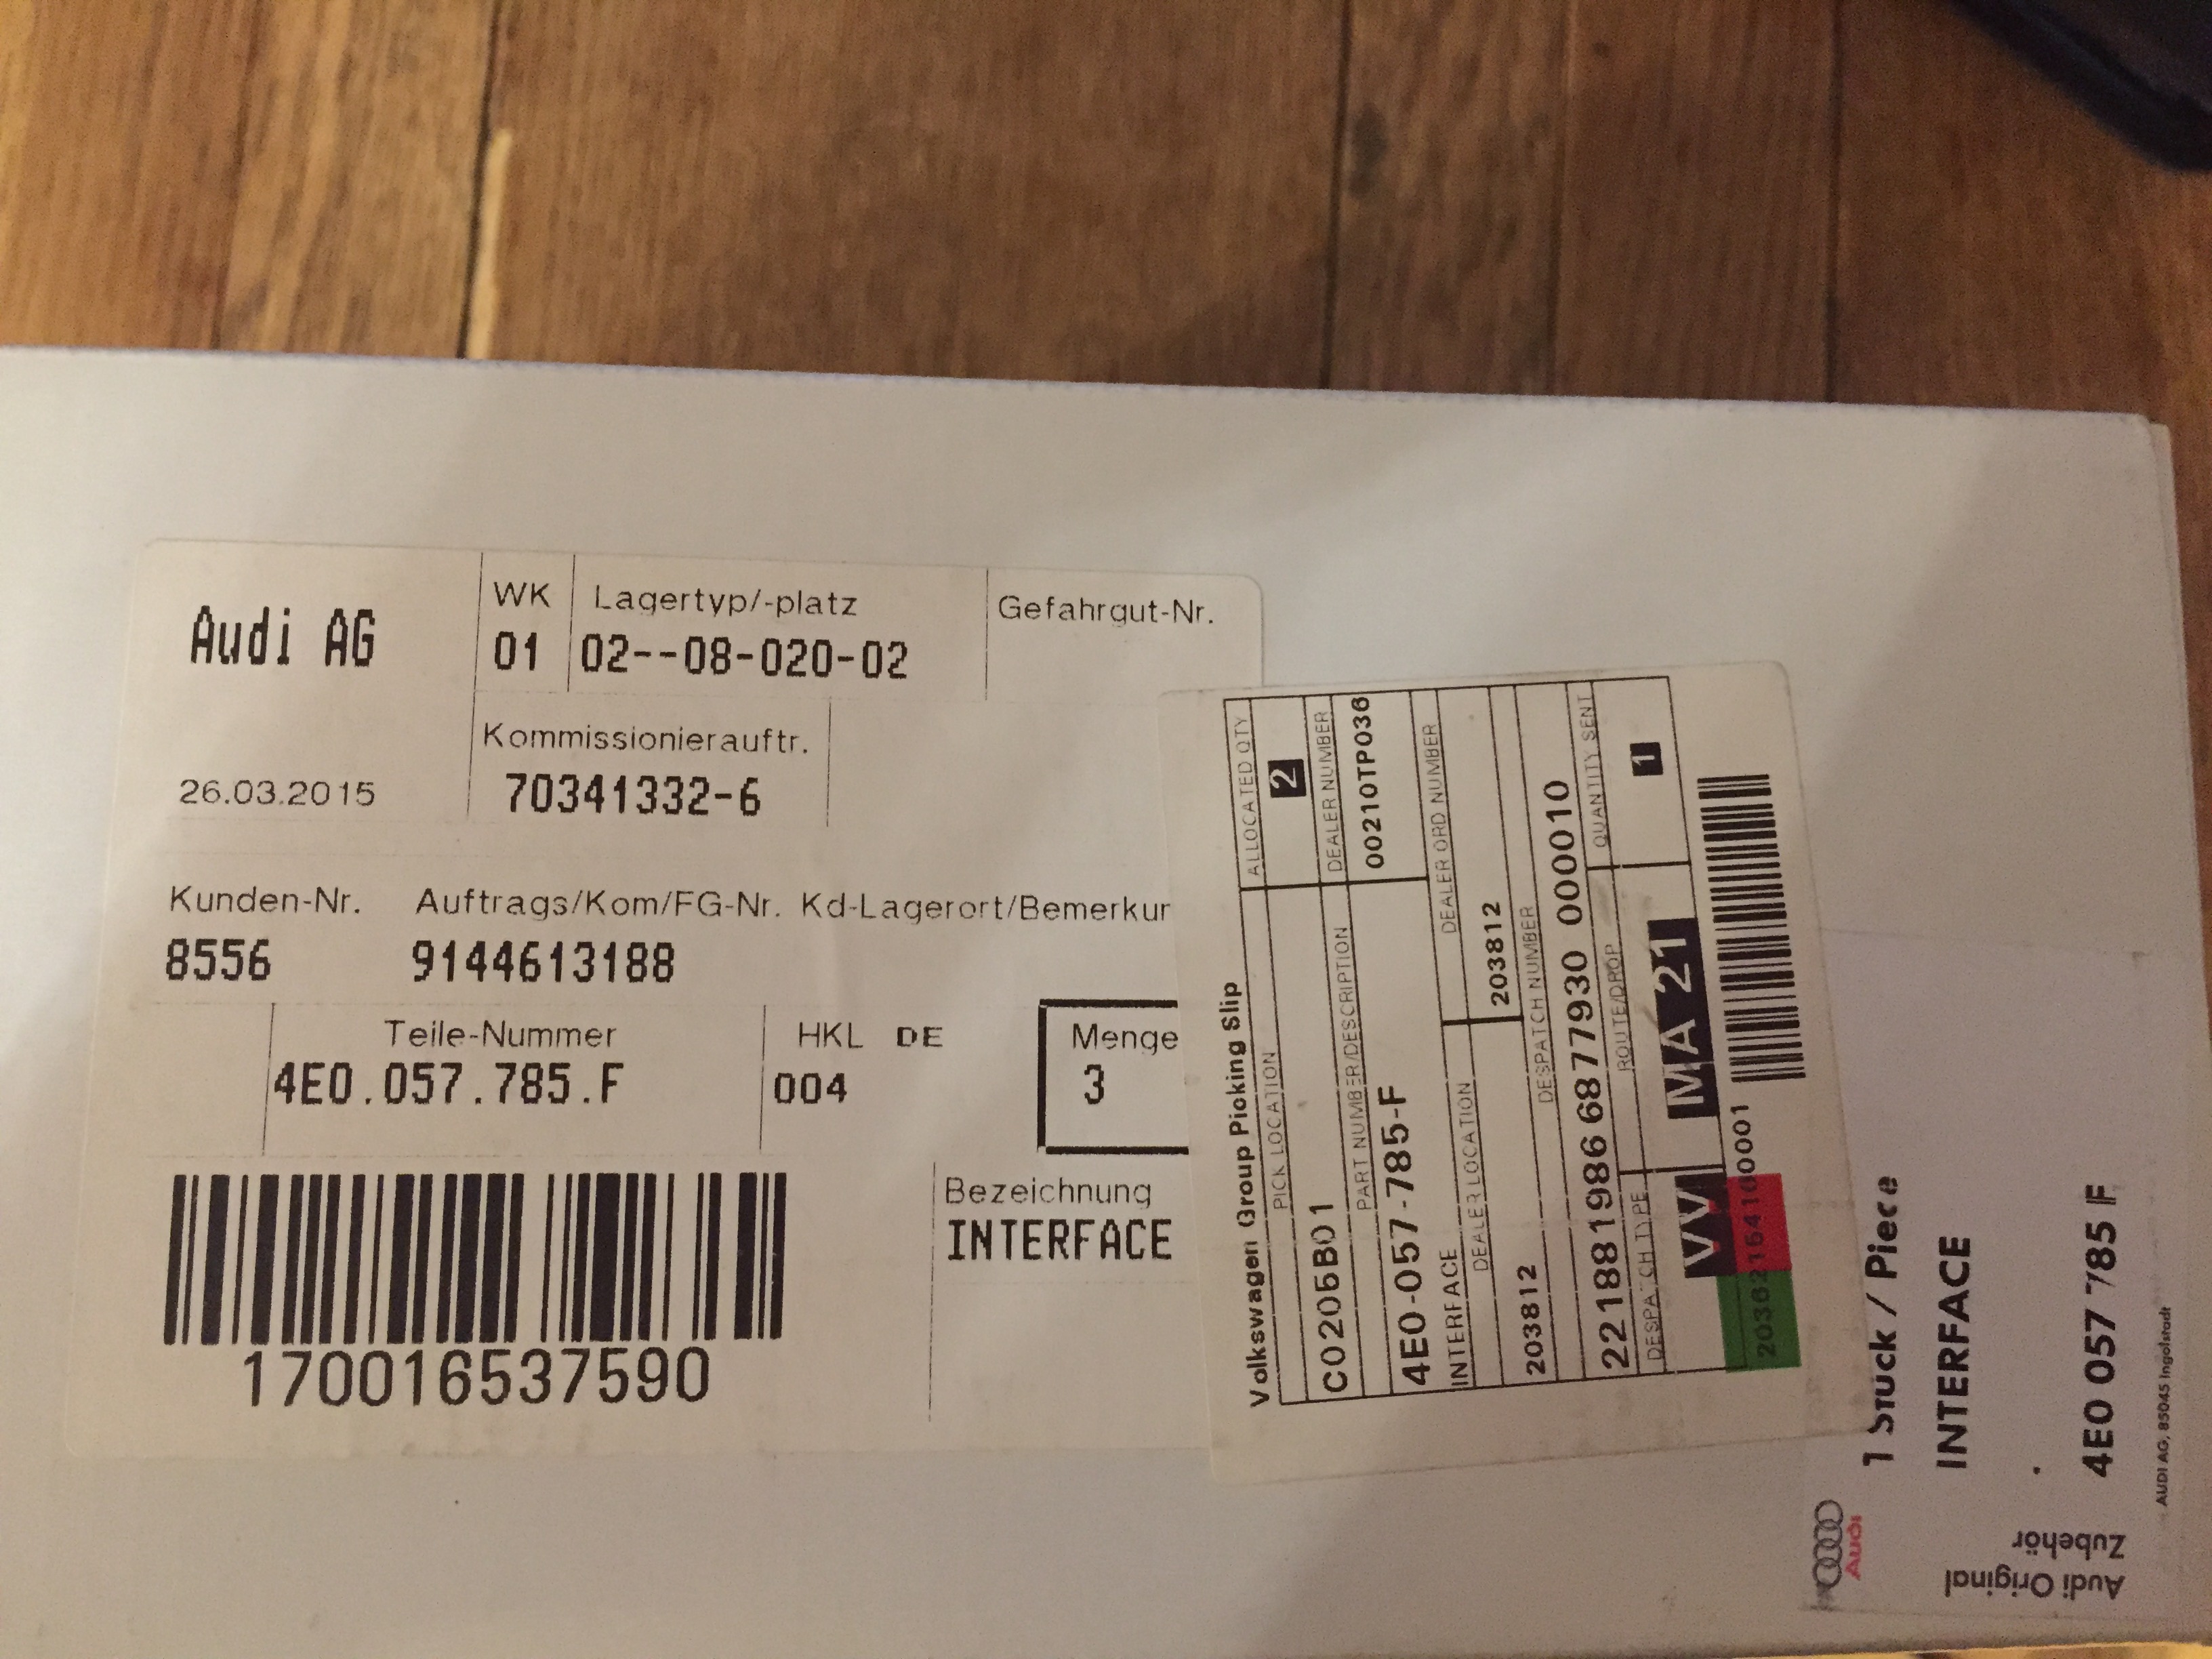 Audi AG
WK
01
Lagertyp/-platz
02--08-020-02
Gefahrgut-Nr.
26.03.2015
Kommissionierauftr.
70341332-6
Kunden-Nr.
8556
Auftrags/Kom/FG-Nr.
9144613188
Kd-Lagerort/Bemerkur
Teile-Nummer
4E0.057.785.F
HKL DE
004
Menge
3
170016537590
Bezeichnung
INTERFACE
Volkswagen Group Picking Slip
PICK LOCATION
C0205B01
ALLOCATED QTY
2
PART NUMBER/DESCRIPTION
4E0-057-785-F
INTERFACE
DEALER NUMBER
00210TP036
DEALER LOCATION
203812
DEALER ORD NUMBER
203812
DESPATCH NUMBER
2218819866877930 000010
DESPATCH TYPE
VV
ROUTE/DROP
MA 21
QUANTITY SENT
1
Audi
1 Stück / Piece
INTERFACE
4E0 057 785 F
AUDI AG, 85045 Ingolstadt
Audi Original
Zubehör